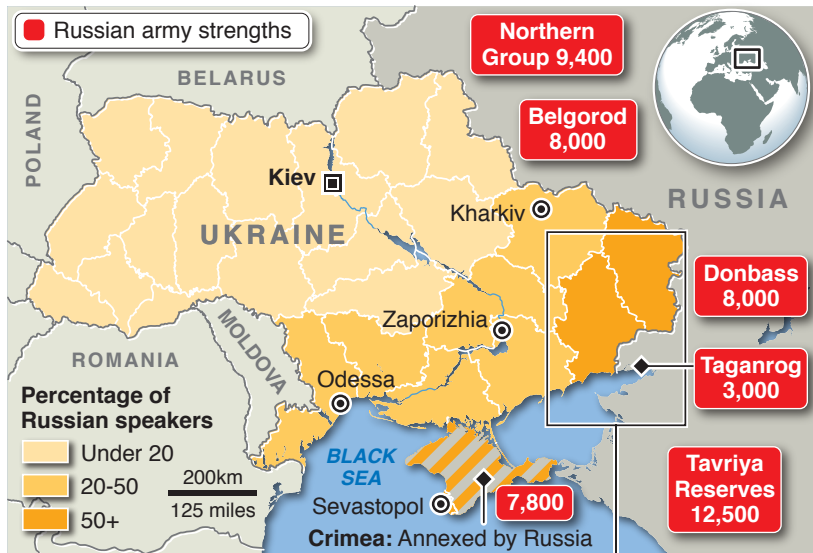 Russian army strengths
Northern
Group 9,400
BELARUS
POLAND
Belgorod
8,000
Kiev
RUSSIA
Kharkiv
UKRAINE
Donbass
8,000
Zaporizhia
MOLDOVA
ROMANIA
Taganrog
3,000
Odessa
Percentage of
Russian speakers
Under 20
20-50
50+
200km
125 miles
BLACK
SEA
Sevastopol
7,800
Tavriya
Reserves
12,500
Crimea: Annexed by Russia